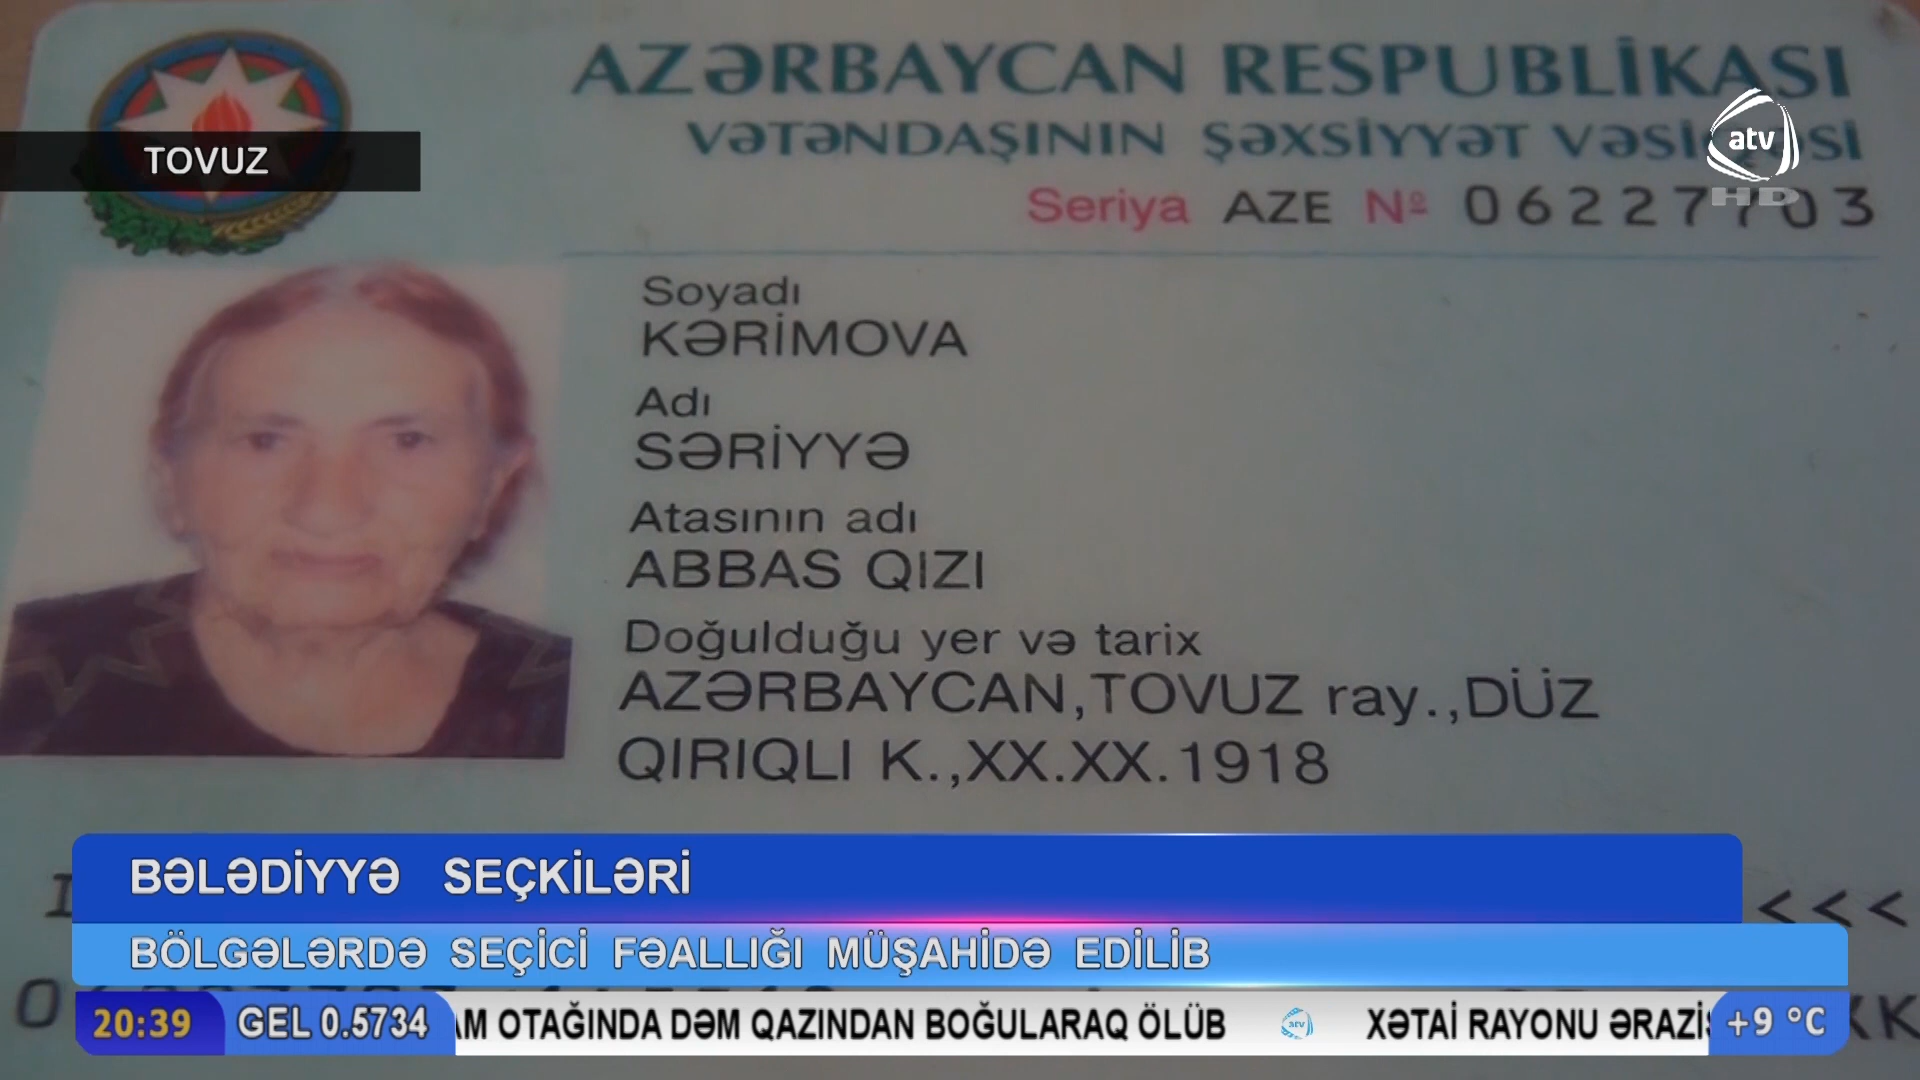 AZƏRBAYCAN RESPUBLİKASI
VƏTƏNDAŞININ ŞƏXSİYYƏT
atv
HD
TOVUZ
Seriya AZE № 06227703
Soyadı
KƏRİMOVA
Adı
SƏRİYYƏ
Atasının adı
ABBAS QIZI
Doğulduğu yer və tarix
AZƏRBAYCAN,TOVUZ ray.,DÜZ
QIRIQLI K.,XX.XX.1918
BƏLƏDİYYƏ SEÇKİLƏRİ
<<<
BÖLGƏLƏRDƏ SEÇİCİ FƏALLIĞI MÜŞAHİDƏ EDİLİB
20:39 GEL 0.5734 OTAĞINDA DƏM QAZINDAN BOĞULARAQ ÖLÜB atv XƏTAİ RAYONU +9 °C